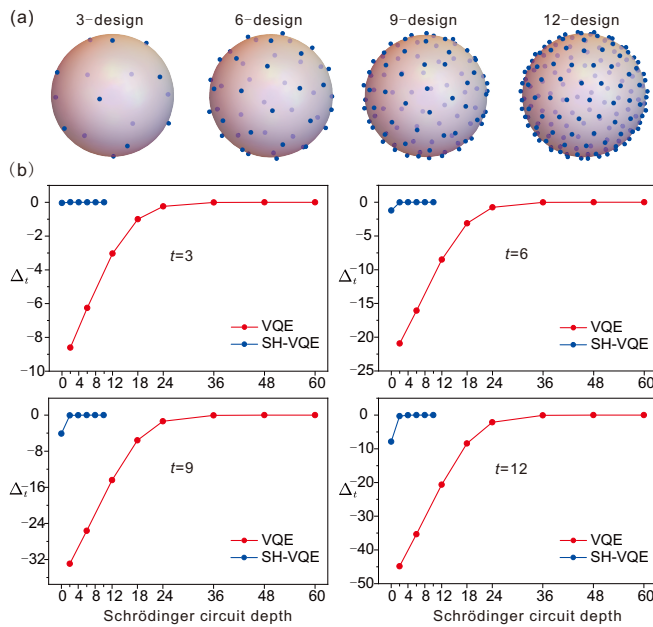 (a) 3−design 6−design 9−design 12−design
(b)
0
−2
−4
−6
−8
−10
Δt
t=3
VQE
SH-VQE
0 4 8 12 18 24 36 48 60
0
−5
−10
−15
−20
−25
Δt
t=6
VQE
SH-VQE
0 4 8 12 18 24 36 48 60
0
−8
−16
−24
−32
Δt
t=9
VQE
SH-VQE
0 4 8 12 18 24 36 48 60
Schrödinger circuit depth
0
−10
−20
−30
−40
−50
Δt
t=12
VQE
SH-VQE
0 4 8 12 18 24 36 48 60
Schrödinger circuit depth